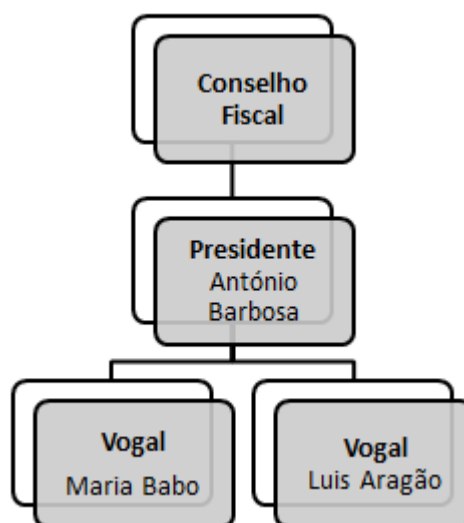 Conselho
Fiscal
Presidente
António
Barbosa
Vogal
Maria Babo
Vogal
Luis Aragão